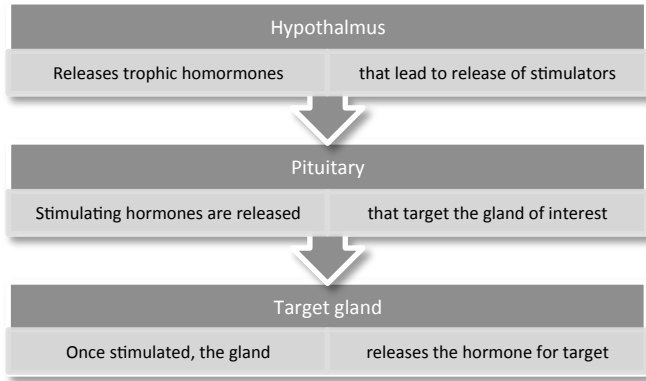 Hypothalmus
Releases trophic homormones
that lead to release of stimulators
Pituitary
Stimulating hormones are released
that target the gland of interest
Target gland
Once stimulated, the gland
releases the hormone for target